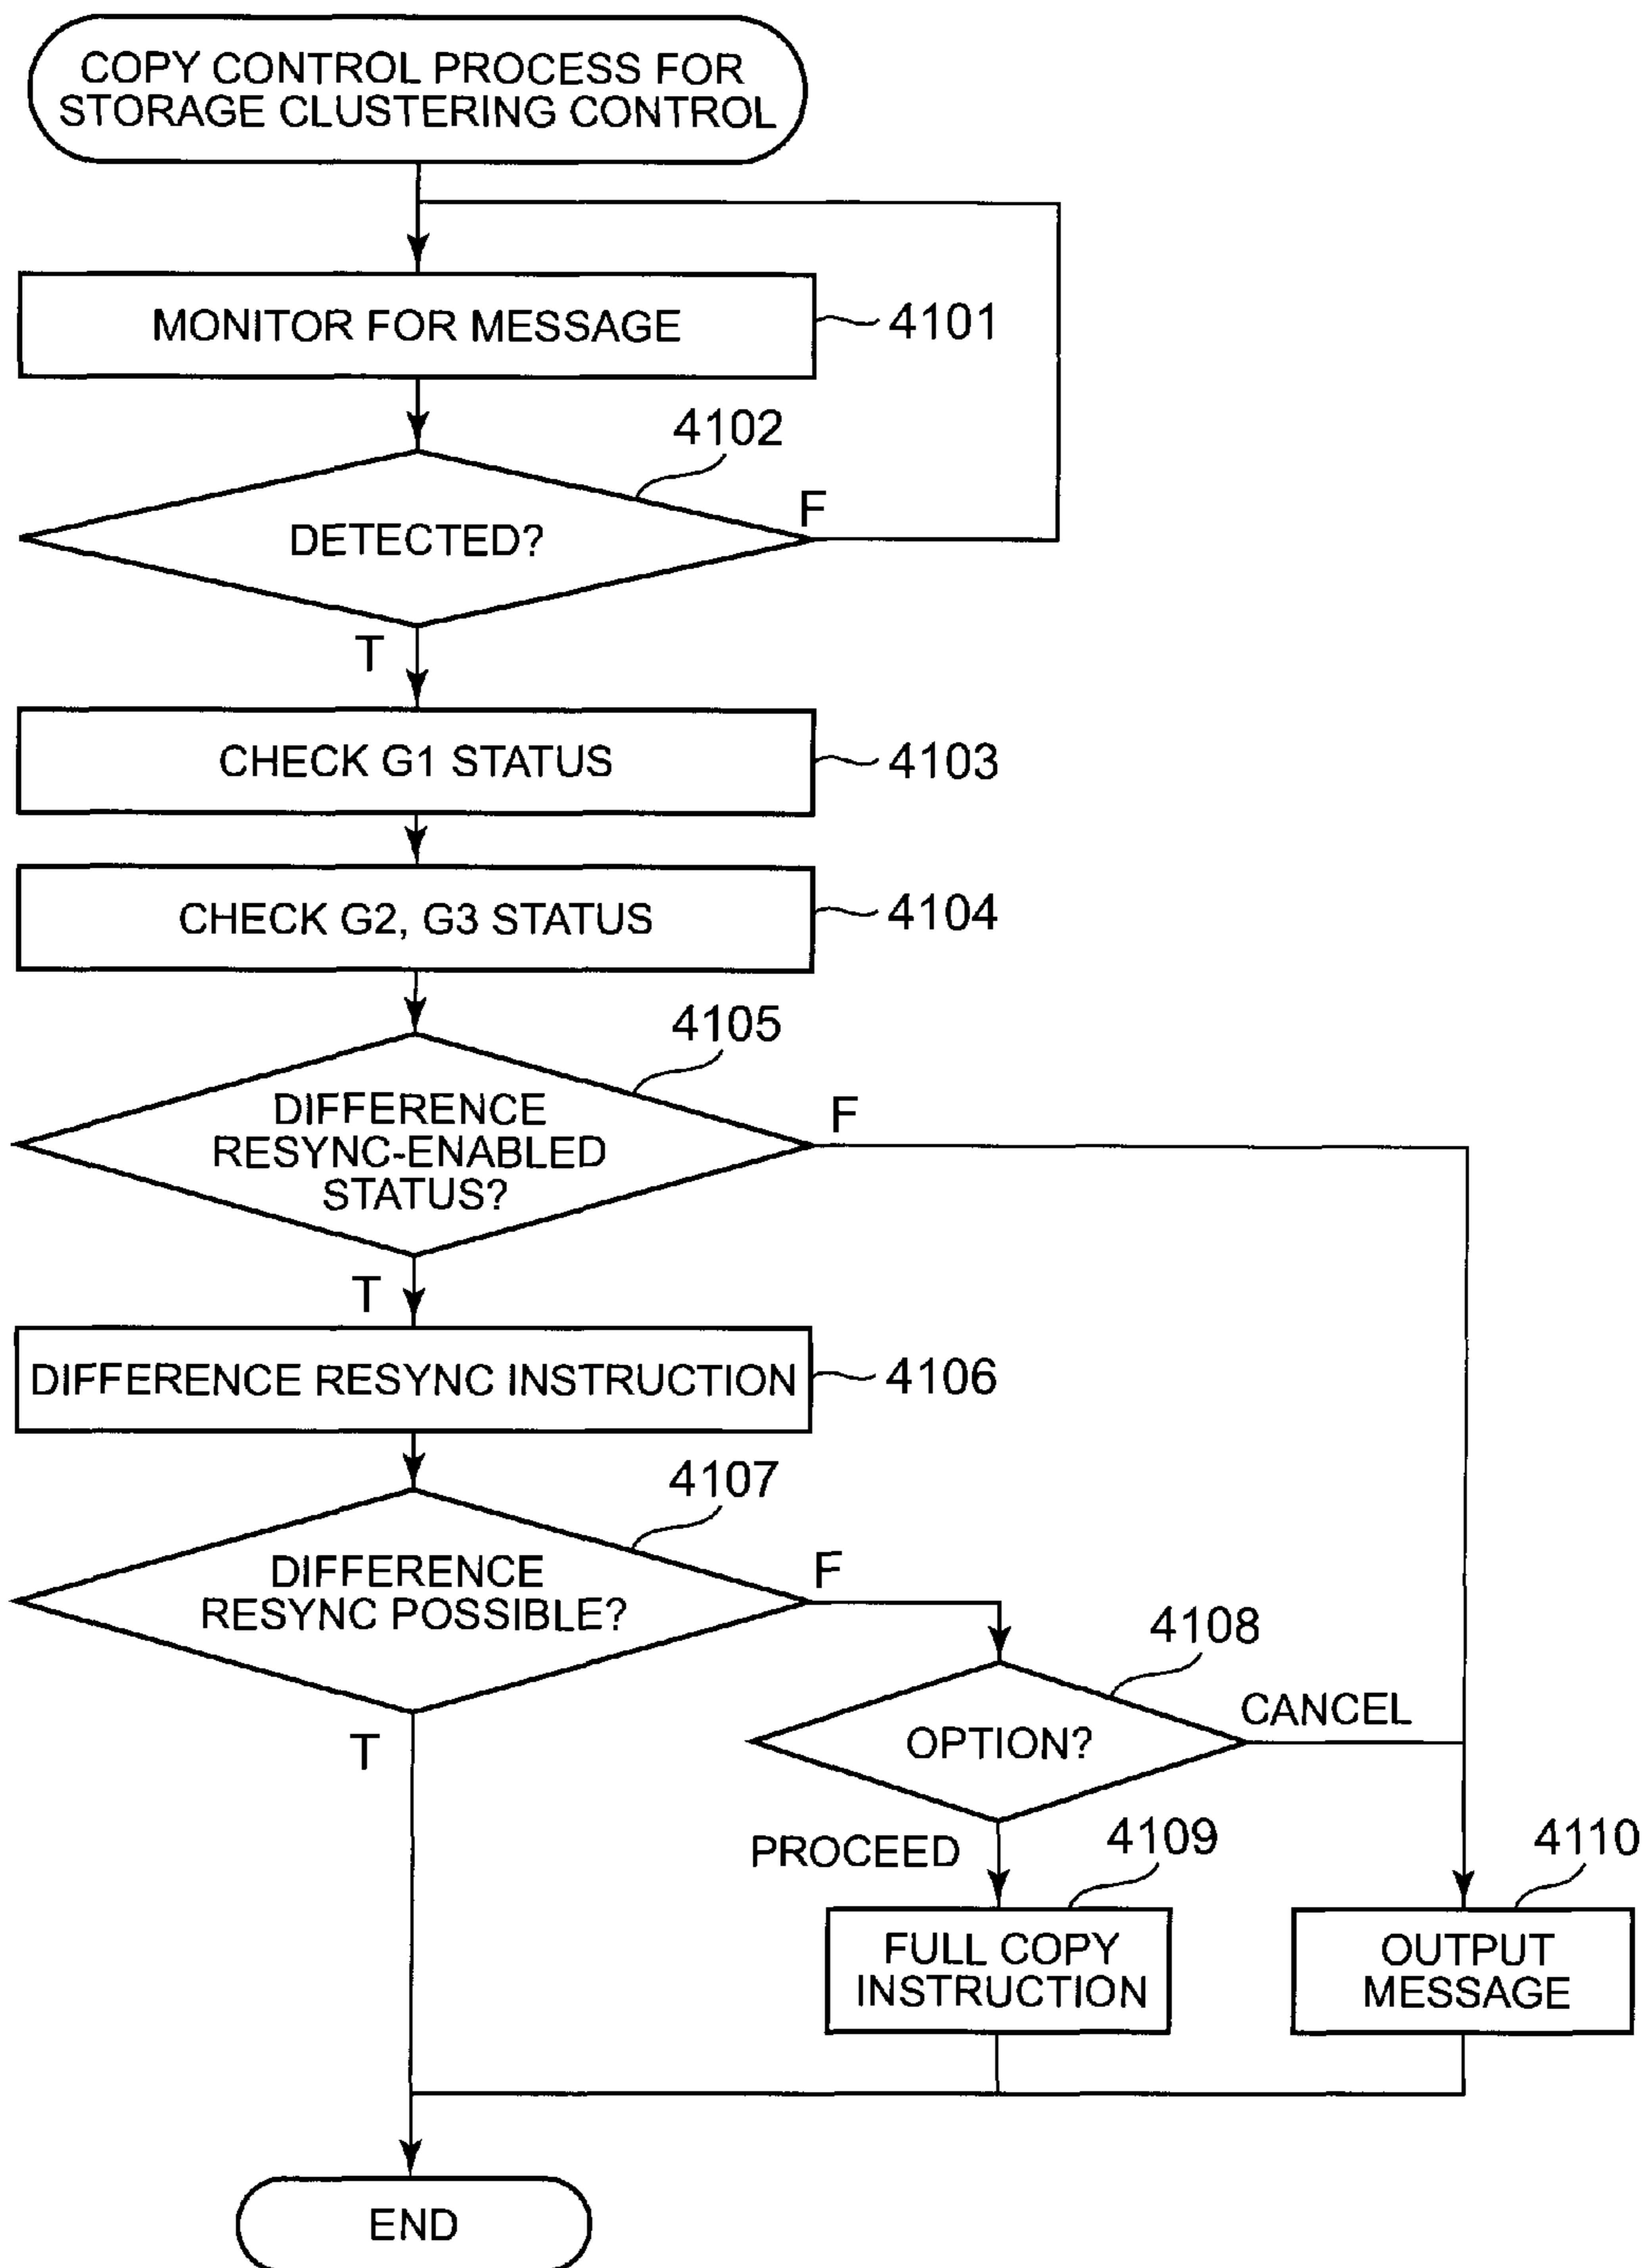 COPY CONTROL PROCESS FOR
STORAGE CLUSTERING CONTROL
MONITOR FOR MESSAGE
4101
4102
DETECTED?
F
T
CHECK G1 STATUS
4103
CHECK G2, G3 STATUS
4104
4105
DIFFERENCE
RESYNC-ENABLED
STATUS?
F
T
DIFFERENCE RESYNC INSTRUCTION
4106
4107
DIFFERENCE
RESYNC POSSIBLE?
F
T
4108
OPTION?
CANCEL
PROCEED
4109
FULL COPY
INSTRUCTION
4110
OUTPUT
MESSAGE
END